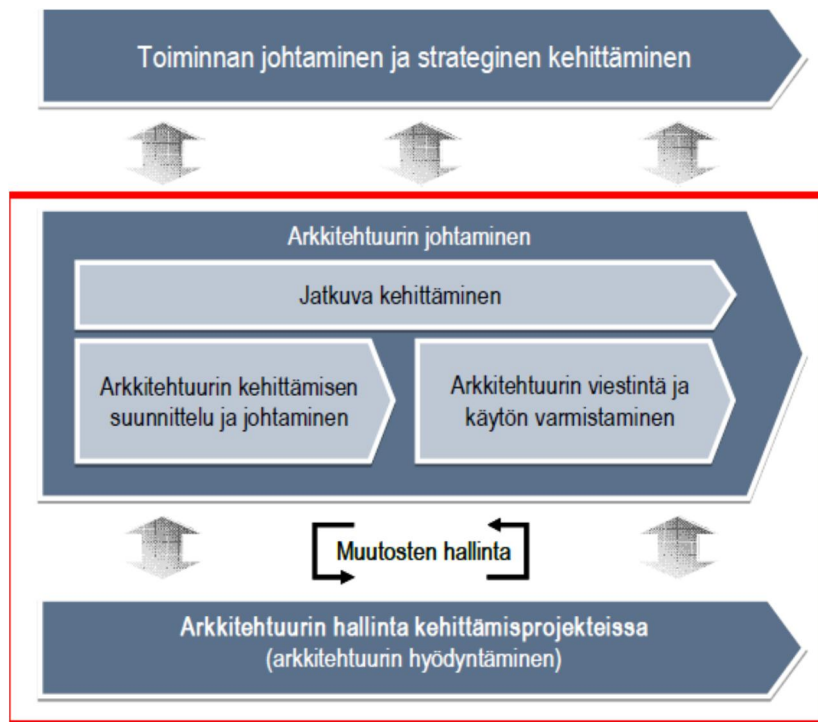 Toiminnan johtaminen ja strateginen kehittäminen
Arkkitehtuurin johtaminen
Jatkuva kehittäminen
Arkkitehtuurin kehittämisen
suunnittelu ja johtaminen
Arkkitehtuurin viestintä ja
käytön varmistaminen
Muutosten hallinta
Arkkitehtuurin hallinta kehittämisprojekteissa
(arkkitehtuurin hyödyntäminen)